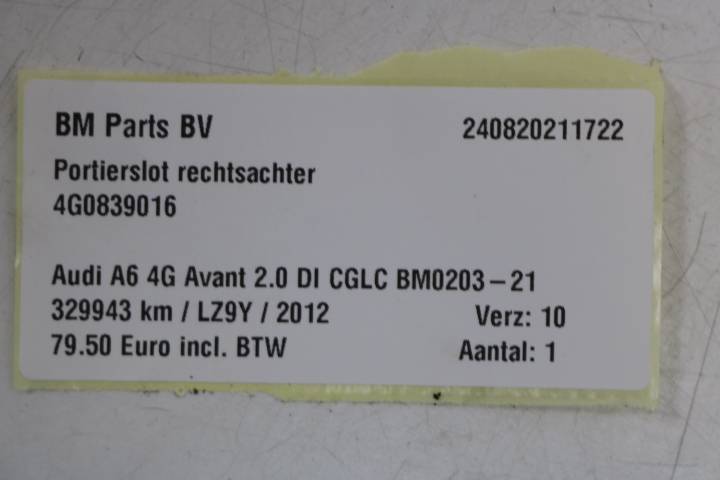 BM Parts BV 240820211722
Portierslot rechtsachter
4G0839016
Audi A6 4G Avant 2.0 DI CGLC BM0203-21
329943 km / LZ9Y / 2012 Verz: 10
79.50 Euro incl. BTW Aantal: 1